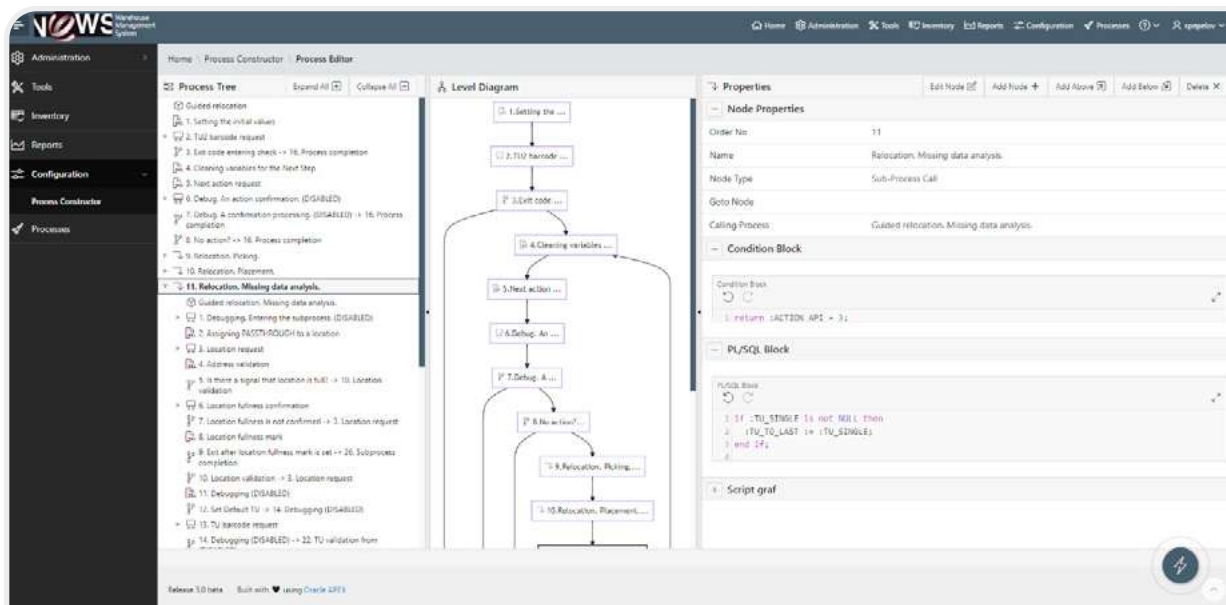 NOWS Warehouse Management System
Home Administration Tools Inventory Reports Configuration Processes
Administration
Tools
Inventory
Reports
Configuration
Process Constructor
Processes
Home \ Process Constructor \ Process Editor
Process Tree
Expand All
Collapse All
Guided relocation
1. Setting the initial values
2. TU2 barcode request
3. Exit code entering check -> 16. Process completion
4. Cleaning variables for the Next Step
5. Next action request
6. Debug. An action confirmation. (DISABLED)
7. Debug. A confirmation processing. (DISABLED) -> 16. Process
completion
8. No action? -> 16. Process completion
9. Relocation. Picking.
10. Relocation. Placement.
11. Relocation. Missing data analysis.
Guided relocation. Missing data analysis.
1. Debugging. Entering the subprocess. (DISABLED)
2. Assigning PASSTHROUGH to a location
3. Location request
4. Address validation
5. Is there a signal that location is full? -> 10. Location
validation
6. Location fullness confirmation
7. Location fullness is not confirmed -> 3. Location request
8. Location fullness mark
9. Exit after location fullness mark is set -> 26. Subprocess
completion
10. Location validation -> 3. Location request
11. Debugging (DISABLED)
12. Set Default TU -> 14. Debugging (DISABLED)
13. TU barcode request
14. Debugging (DISABLED) -> 22. TU validation from
Level Diagram
1.Setting the ...
2.TU2 barcode ...
3.Exit code ...
4.Cleaning variables ...
5.Next action ...
6.Debug. An ...
7.Debug. A ...
8.No action? ...
9.Relocation. Picking. ...
10.Relocation. Placement. ...
Properties
Edit Node
Add Node
Add Above
Add Below
Delete
Node Properties
Order No 11
Name Relocation. Missing data analysis.
Node Type Sub-Process Call
Goto Node
Calling Process Guided relocation. Missing data analysis.
Condition Block
Condition Block
1 return :ACTION_API = 3;
PL/SQL Block
PL/SQL Block
1 if :TU_SINGLE is not NULL then
2 :TU_TO_LAST := :TU_SINGLE;
3 end if;
4
Script graf
Release 3.0 beta Built with ♥ using Oracle APEX